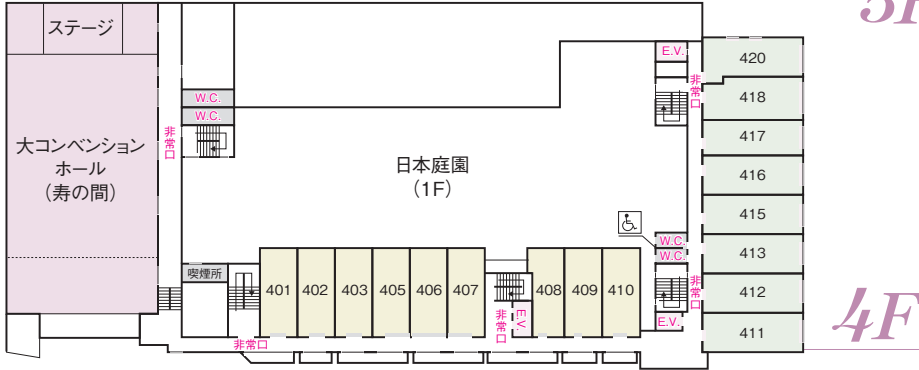 5F
ステージ
E.V.
420
非常口
418
W.C.
W.C.
非常口
417
大コンベンション
ホール
(寿の間)
日本庭園
(1F)
416
415
W.C.
W.C.
413
喫煙所
401
402
403
405
406
407
408
409
410
非常口
412
E.V.
非常口
E.V.
411
非常口
4F